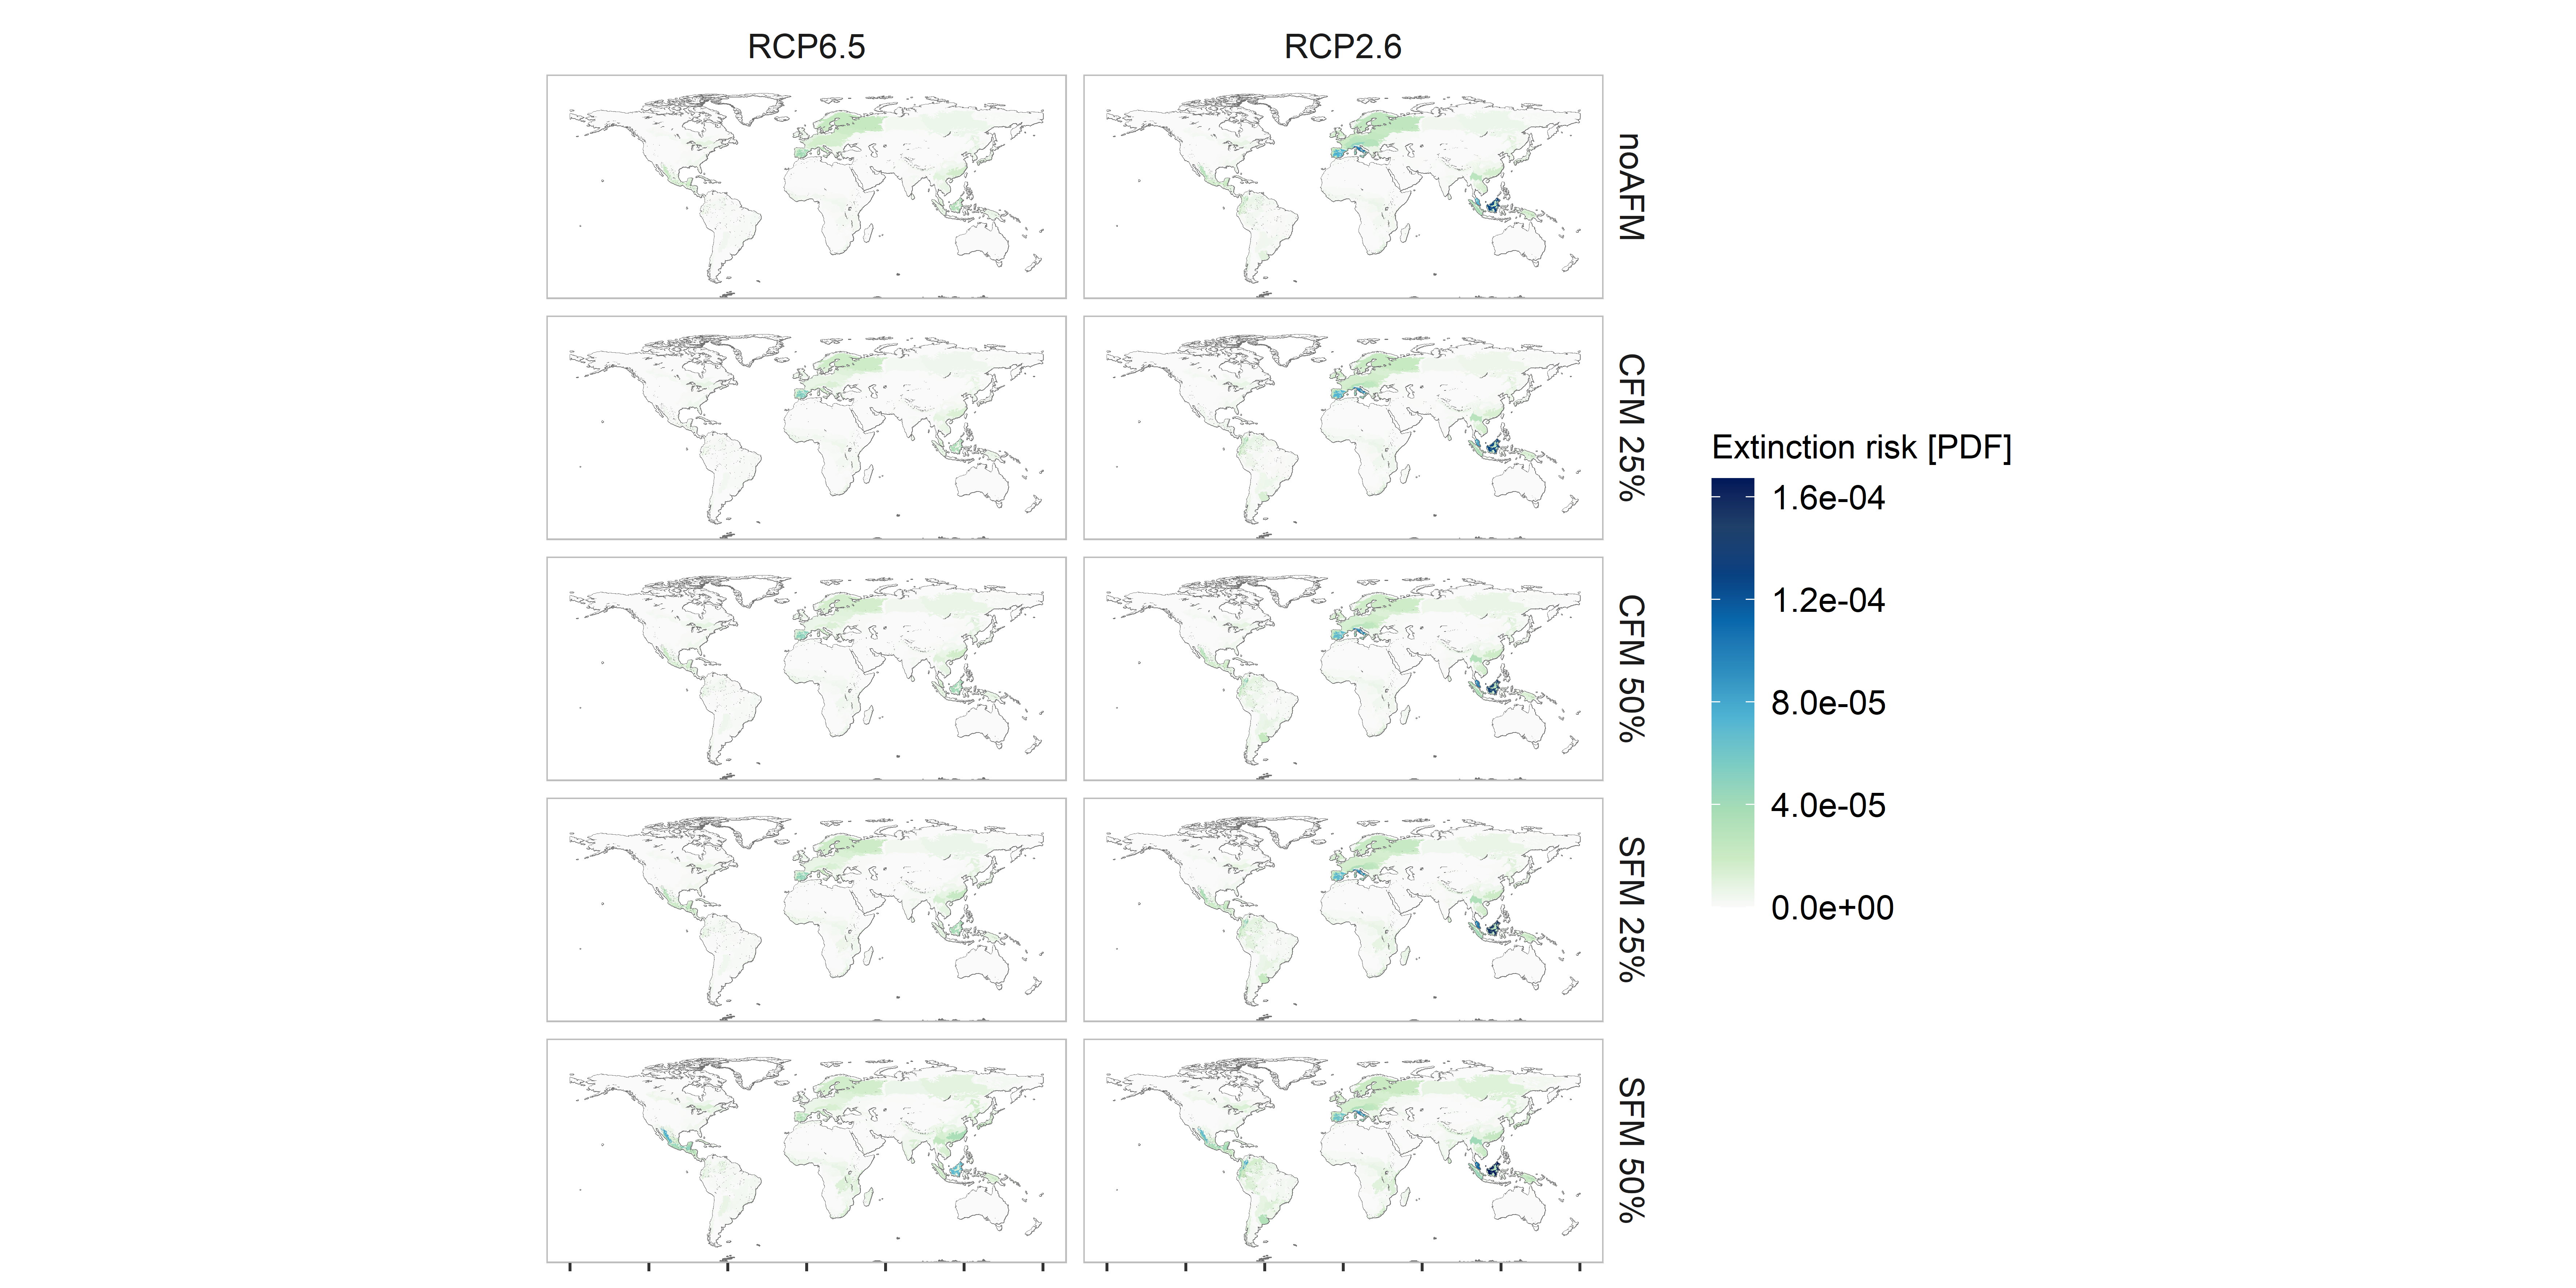 RCP6.5
RCP2.6
noAFM
CFM 25%
CFM 50%
SFM 25%
SFM 50%
Extinction risk [PDF]
1.6e-04
1.2e-04
8.0e-05
4.0e-05
0.0e+00